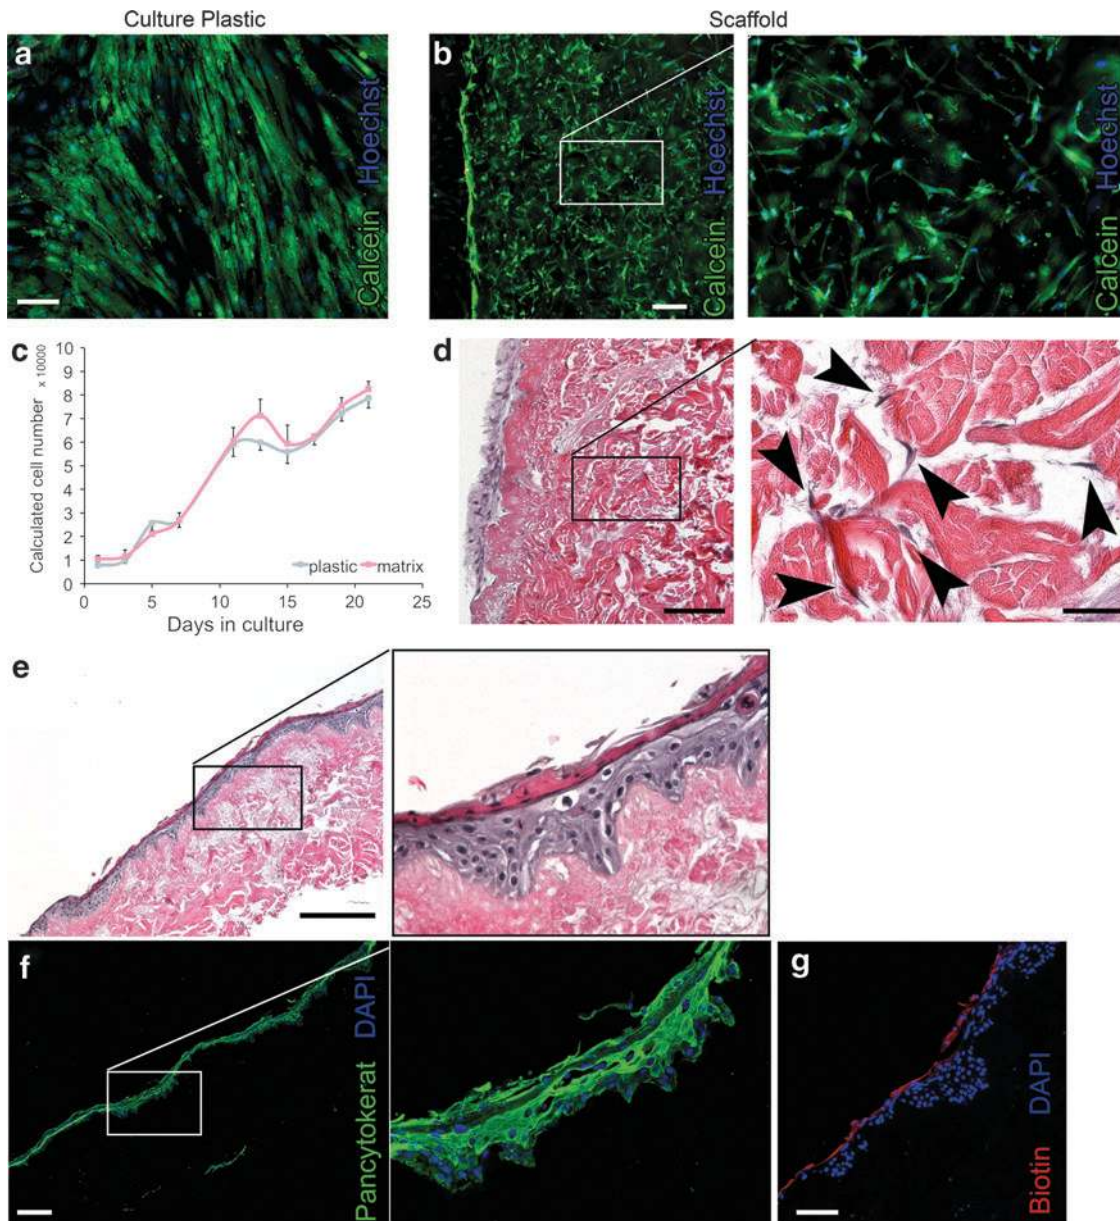 Culture Plastic
Scaffold
a
Calcein Hoechst
b
Calcein Hoechst
Calcein Hoechst
c
Calculated cell number x 10000
10
9
8
7
6
5
4
3
2
1
0
plastic matrix
0 5 10 15 20 25
Days in culture
d
e
f
Pancytokerat DAPI
g
Biotin DAPI